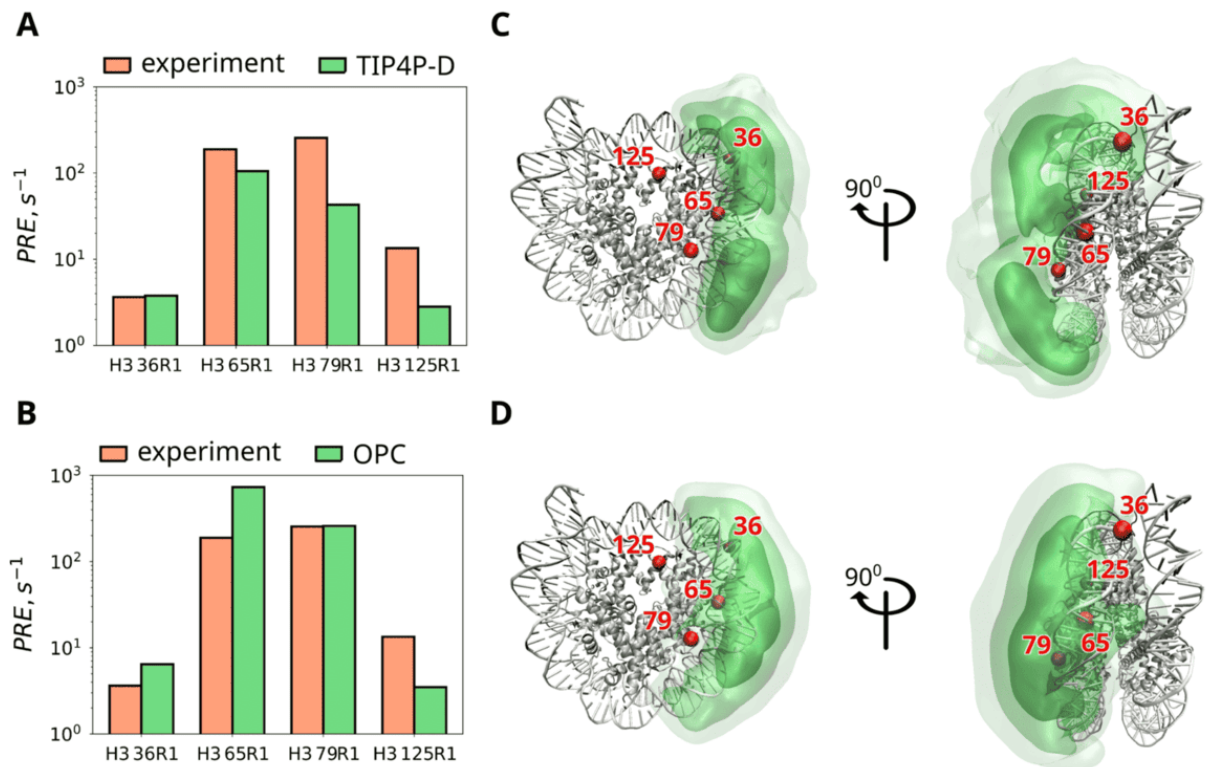 A
experiment TIP4P-D
PRE, s⁻¹
10³
10²
10¹
10⁰
H3 36R1 H3 65R1 H3 79R1 H3 125R1
B
experiment OPC
PRE, s⁻¹
10³
10²
10¹
10⁰
H3 36R1 H3 65R1 H3 79R1 H3 125R1
C
36
125
65
79
90⁰
36
125
79 65
D
36
125
65
79
90⁰
36
125
79 65